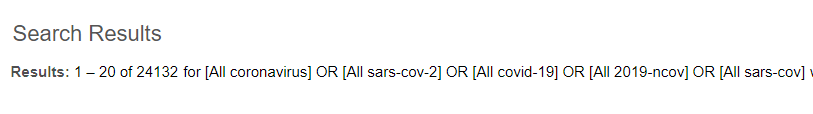 Search Results
Results: 1 – 20 of 24132 for [All coronavirus] OR [All sars-cov-2] OR [All covid-19] OR [All 2019-ncov] OR [All sars-cov]